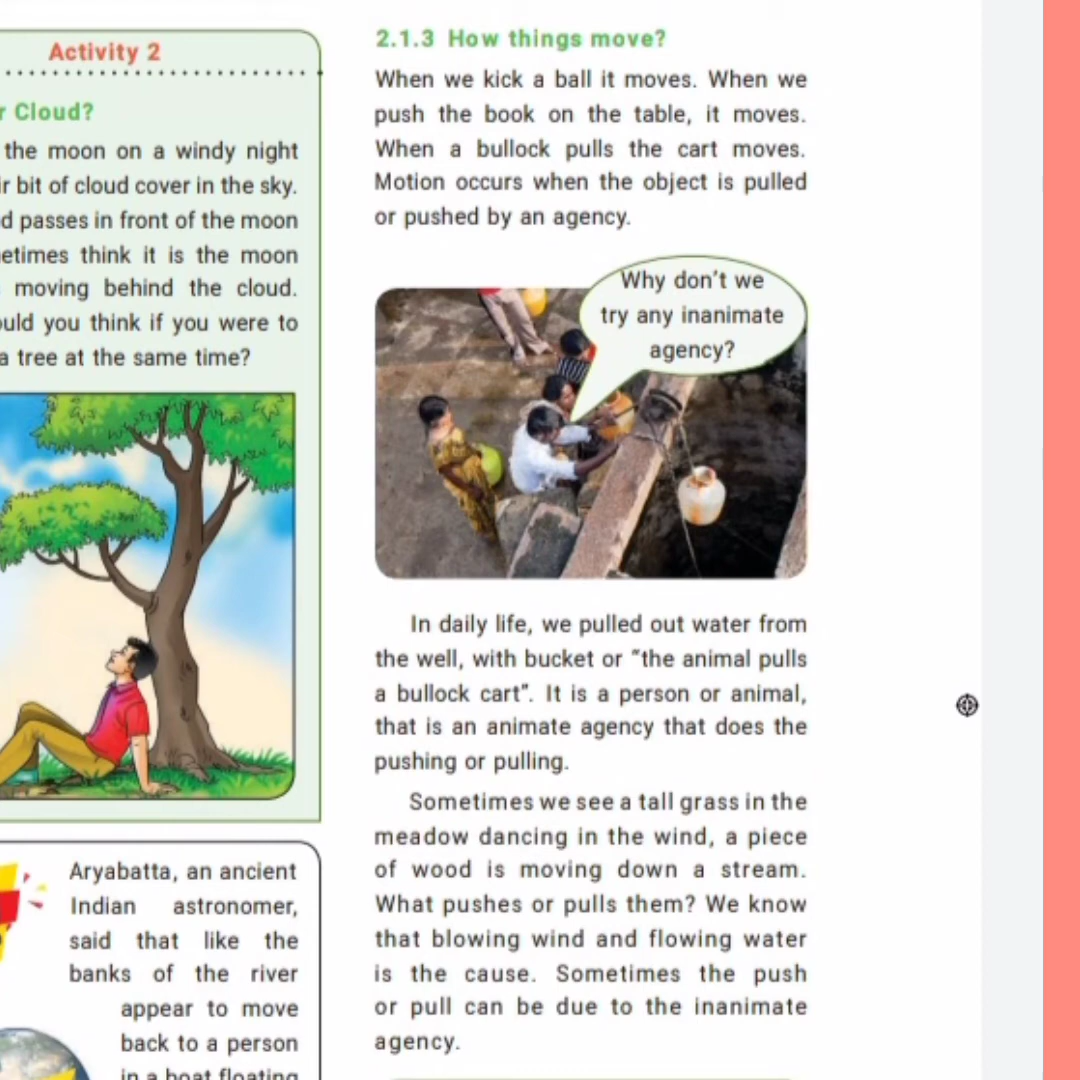 Activity 2
r Cloud?
the moon on a windy night
bit of cloud cover in the sky.
passes in front of the moon
think it is the moon
moving behind the cloud.
you think if you were to
a tree at the same time?
Aryabatta, an ancient
Indian astronomer,
said that like the
banks of the river
appear to move
back to a person
in a boat floating
2.1.3 How things move?
When we kick a ball it moves. When we
push the book on the table, it moves.
When a bullock pulls the cart moves.
Motion occurs when the object is pulled
or pushed by an agency.
Why don't we
try any inanimate
agency?
In daily life, we pulled out water from
the well, with bucket or "the animal pulls
a bullock cart". It is a person or animal,
that is an animate agency that does the
pushing or pulling.
Sometimes we see a tall grass in the
meadow dancing in the wind, a piece
of wood is moving down a stream.
What pushes or pulls them? We know
that blowing wind and flowing water
is the cause. Sometimes the push
or pull can be due to the inanimate
agency.